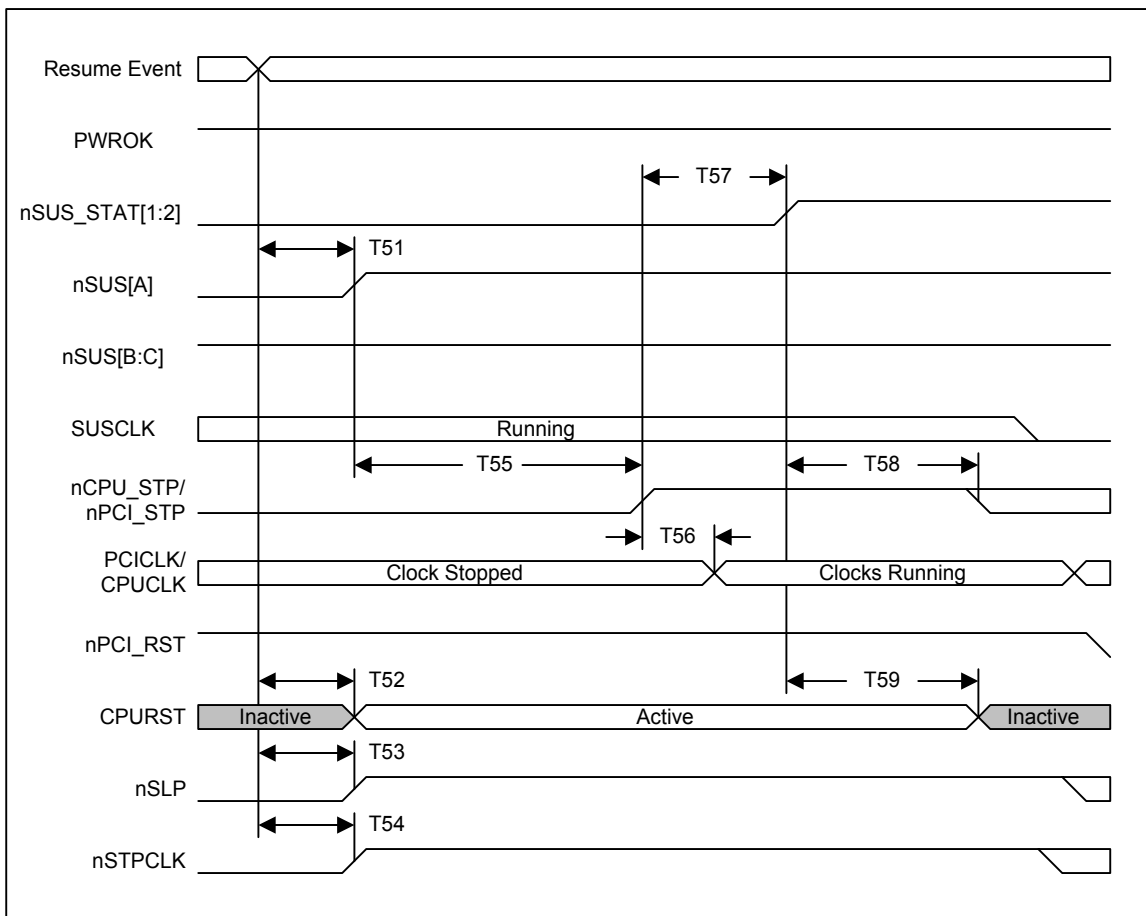 Resume Event
PWROK
T57
nSUS_STAT[1:2]
T51
nSUS[A]
nSUS[B:C]
SUSCLK
Running
T55
T58
nCPU_STP/
nPCI_STP
T56
PCICLK/
CPUCLK
Clock Stopped
Clocks Running
nPCI_RST
T52
T59
CPURST
Inactive
Active
Inactive
T53
nSLP
T54
nSTPCLK